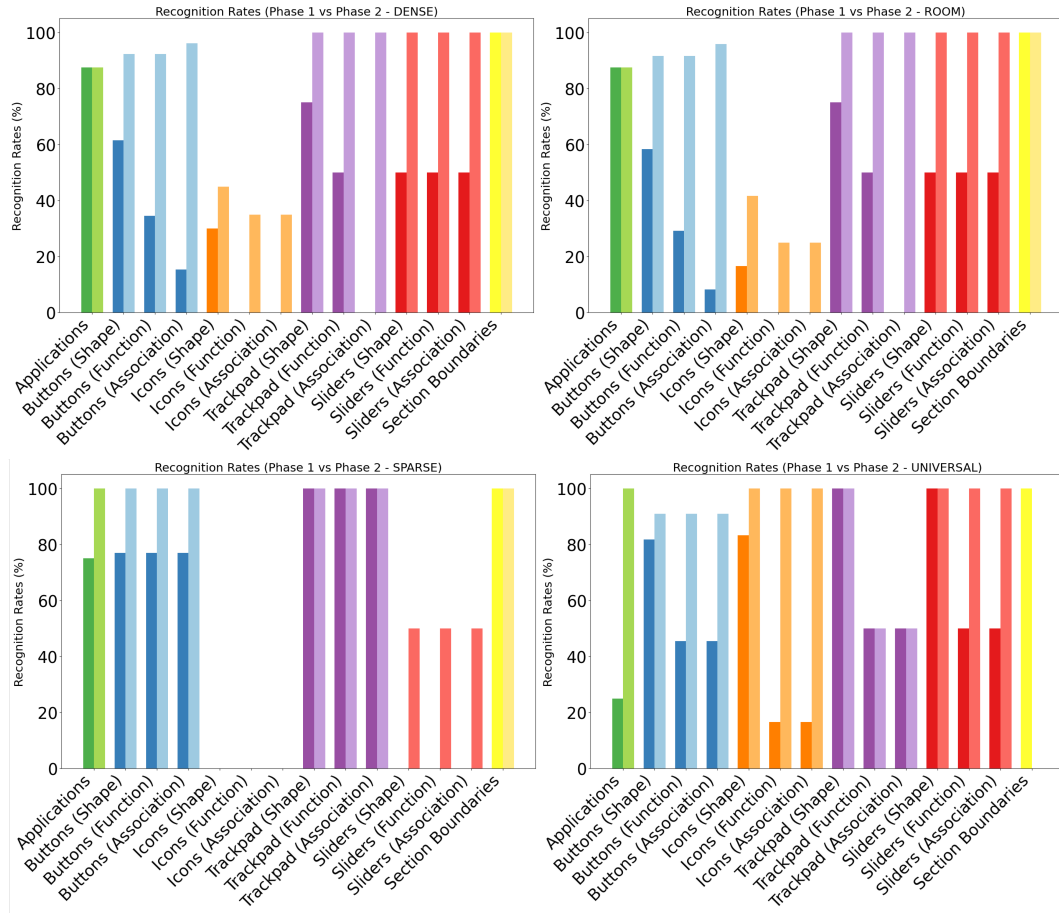 Recognition Rates (Phase 1 vs Phase 2 - DENSE)
Recognition Rates (%)
100
80
60
40
20
0
Applications
Buttons (Shape)
Buttons (Function)
Buttons (Association)
Icons (Shape)
Icons (Function)
Icons (Association)
Trackpad (Shape)
Trackpad (Function)
Trackpad (Association)
Sliders (Shape)
Sliders (Function)
Sliders (Association)
Section Boundaries
Recognition Rates (Phase 1 vs Phase 2 - ROOM)
Recognition Rates (%)
100
80
60
40
20
0
Applications
Buttons (Shape)
Buttons (Function)
Buttons (Association)
Icons (Shape)
Icons (Function)
Icons (Association)
Trackpad (Shape)
Trackpad (Function)
Trackpad (Association)
Sliders (Shape)
Sliders (Function)
Sliders (Association)
Section Boundaries
Recognition Rates (Phase 1 vs Phase 2 - SPARSE)
Recognition Rates (%)
100
80
60
40
20
0
Applications
Buttons (Shape)
Buttons (Function)
Buttons (Association)
Icons (Shape)
Icons (Function)
Icons (Association)
Trackpad (Shape)
Trackpad (Function)
Trackpad (Association)
Sliders (Shape)
Sliders (Function)
Sliders (Association)
Section Boundaries
Recognition Rates (Phase 1 vs Phase 2 - UNIVERSAL)
Recognition Rates (%)
100
80
60
40
20
0
Applications
Buttons (Shape)
Buttons (Function)
Buttons (Association)
Icons (Shape)
Icons (Function)
Icons (Association)
Trackpad (Shape)
Trackpad (Function)
Trackpad (Association)
Sliders (Shape)
Sliders (Function)
Sliders (Association)
Section Boundaries